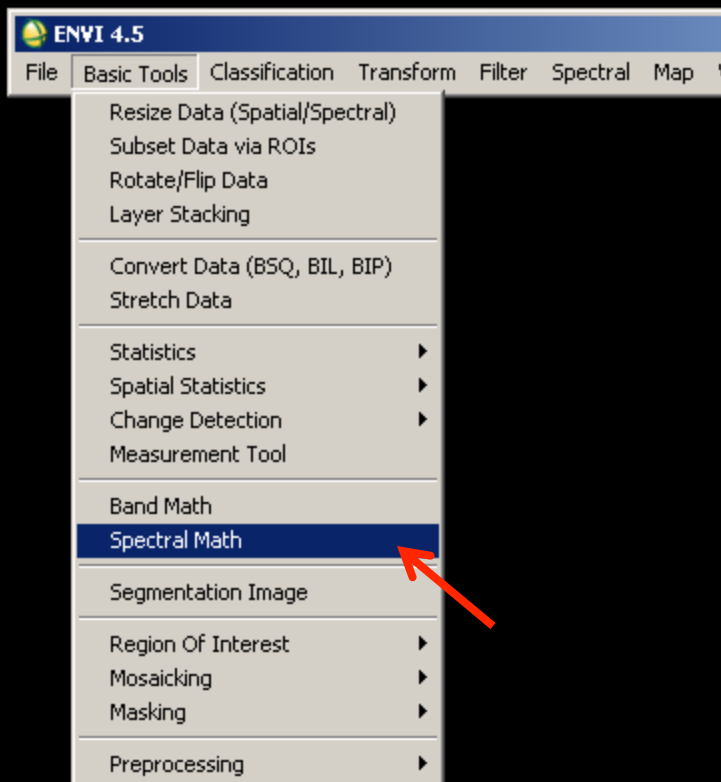 ENVI 4.5
File Basic Tools Classification Transform Filter Spectral Map
Resize Data (Spatial/Spectral)
Subset Data via ROIs
Rotate/Flip Data
Layer Stacking
Convert Data (BSQ, BIL, BIP)
Stretch Data
Statistics
Spatial Statistics
Change Detection
Measurement Tool
Band Math
Spectral Math
Segmentation Image
Region Of Interest
Mosaicking
Masking
Preprocessing